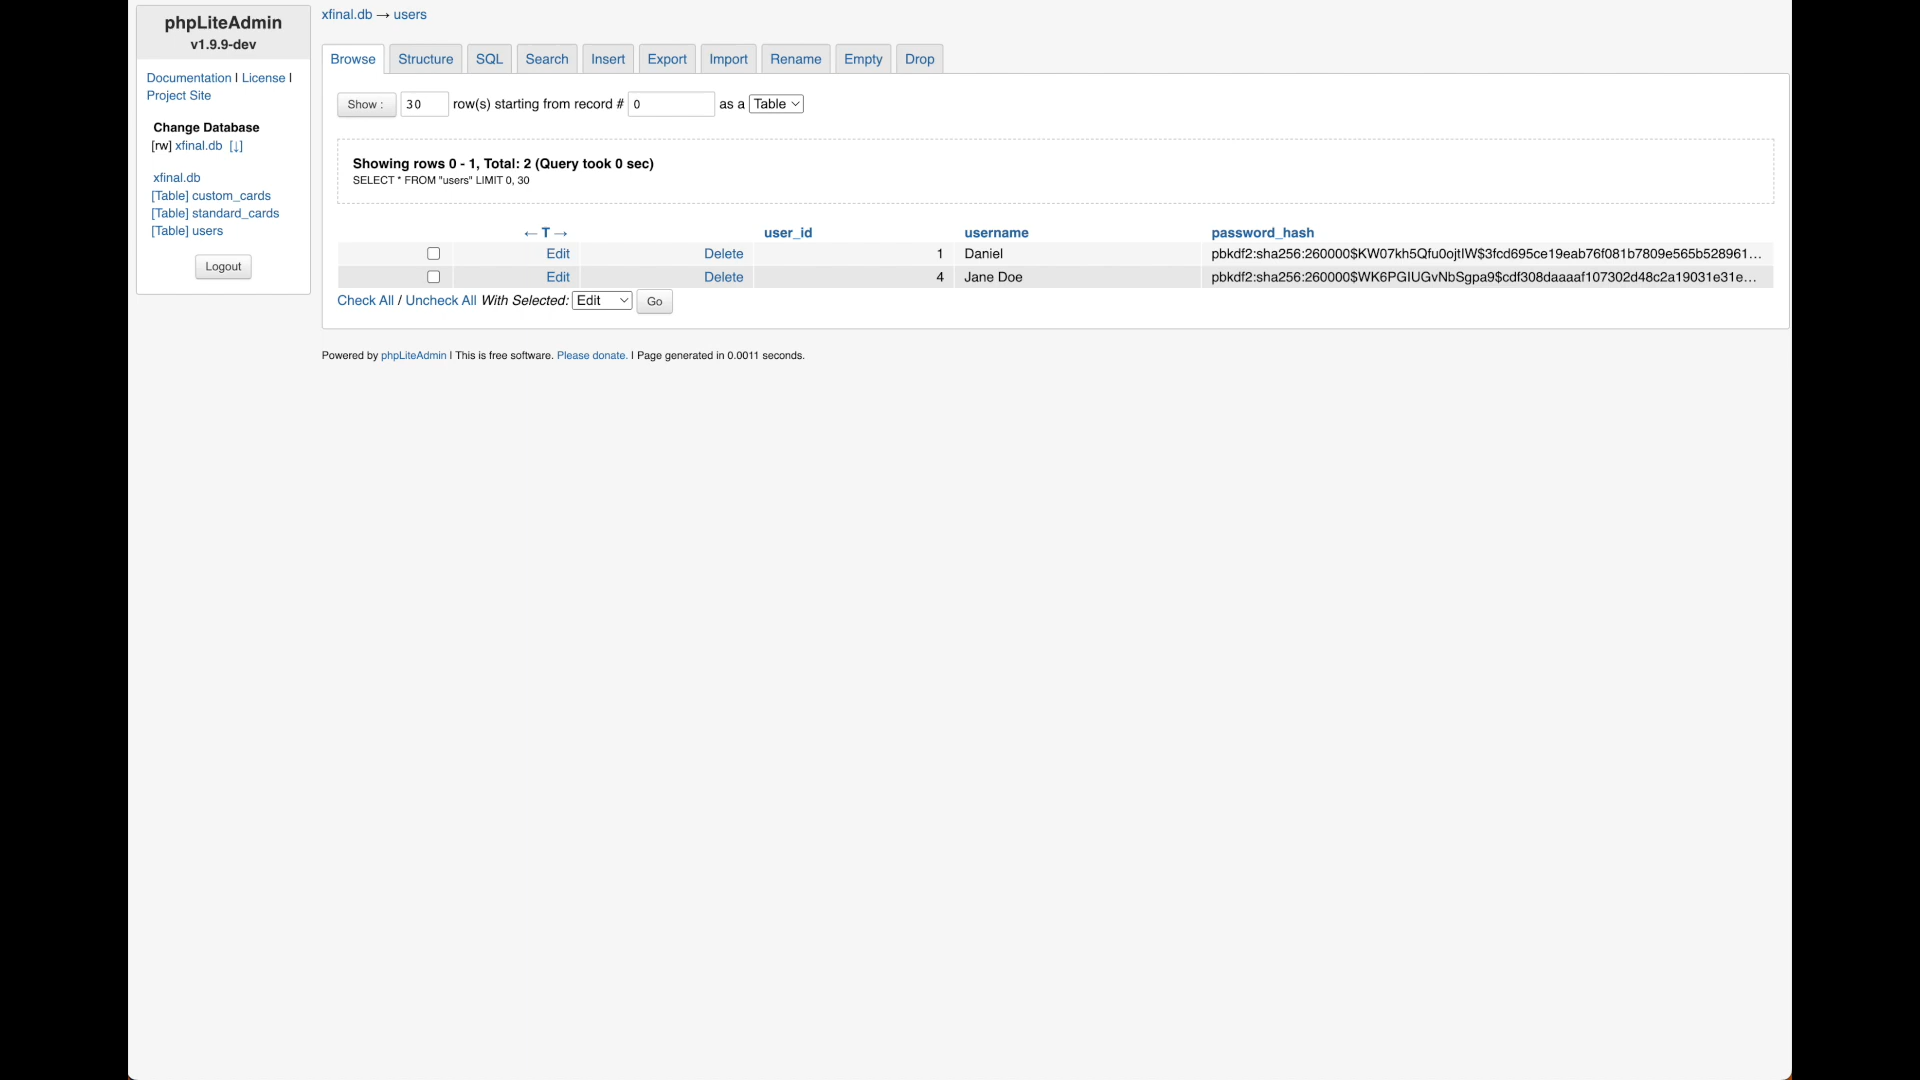 phpLiteAdmin
v1.9.9-dev
Documentation | License |
Project Site
Change Database
[rw] xfinal.db [↓]
xfinal.db
[Table] custom_cards
[Table] standard_cards
[Table] users
Logout
xfinal.db → users
Browse Structure SQL Search Insert Export Import Rename Empty Drop
Show : 30 row(s) starting from record # 0 as a Table
Showing rows 0 - 1, Total: 2 (Query took 0 sec)
SELECT * FROM "users" LIMIT 0, 30
← T → user_id username password_hash
Edit Delete 1 Daniel pbkdf2:sha256:260000$KW07kh5Qfu0ojtIW$3fcd695ce19eab76f081b7809e565b528961...
Edit Delete 4 Jane Doe pbkdf2:sha256:260000$WK6PGIUGvNbSgpa9$cdf308daaaaf107302d48c2a19031e31e...
Check All / Uncheck All With Selected: Edit Go
Powered by phpLiteAdmin | This is free software. Please donate. | Page generated in 0.0011 seconds.